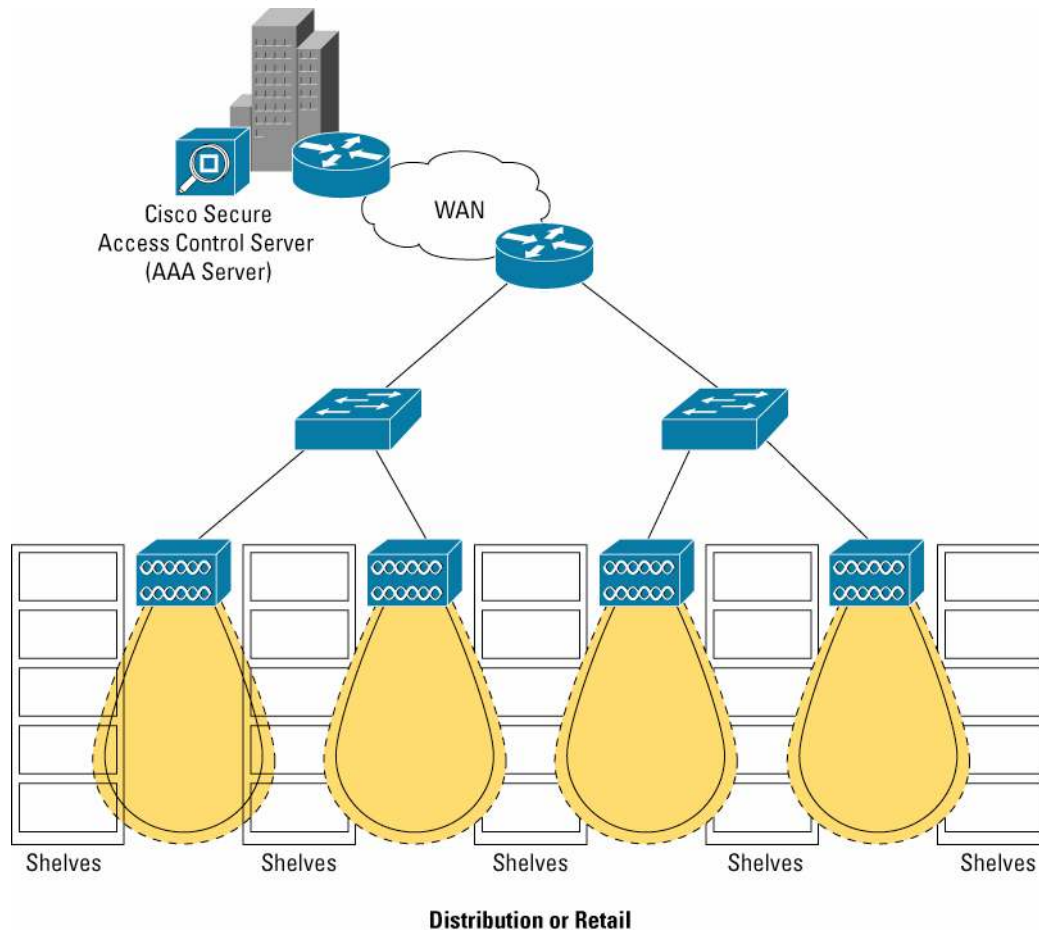 WAN
Cisco Secure
Access Control Server
(AAA Server)
Shelves
Shelves
Shelves
Shelves
Shelves
Distribution or Retail